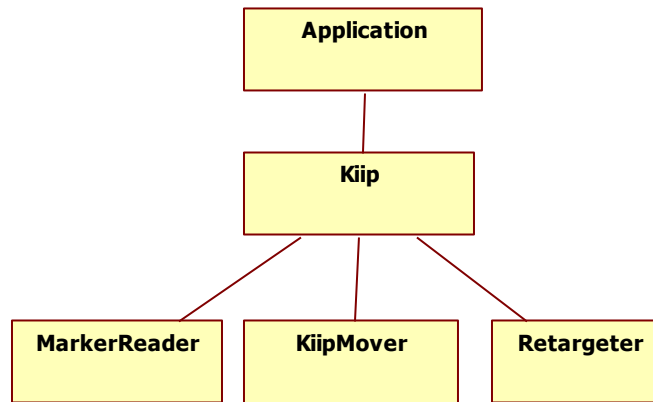 Application
Kiip
MarkerReader
KiipMover
Retargeter